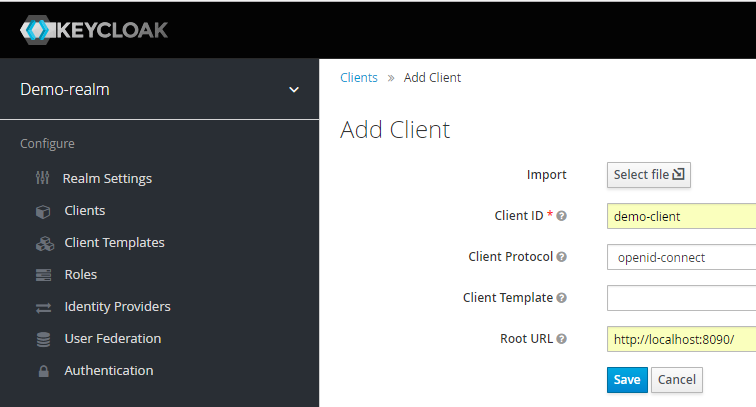 KEYCLOAK
Demo-realm
Configure
Realm Settings
Clients
Client Templates
Roles
Identity Providers
User Federation
Authentication
Clients » Add Client
Add Client
Import Select file
Client ID * demo-client
Client Protocol openid-connect
Client Template
Root URL http://localhost:8090/
Save Cancel